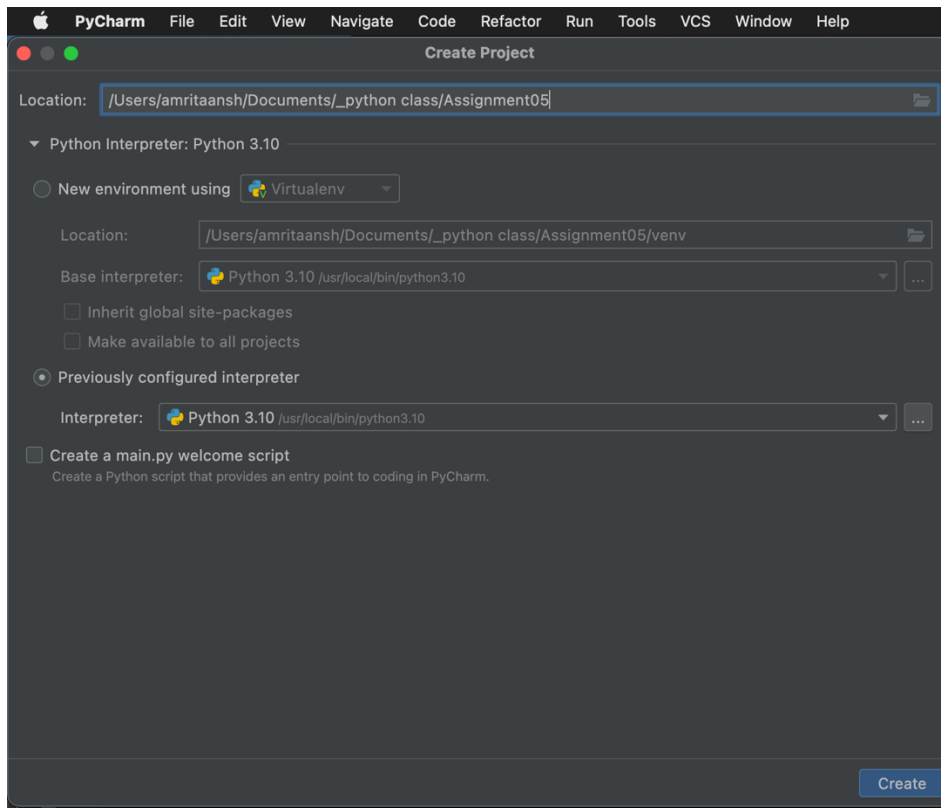 PyCharm File Edit View Navigate Code Refactor Run Tools VCS Window Help
Create Project
Location: /Users/amritaansh/Documents/_python class/Assignment05
Python Interpreter: Python 3.10
New environment using Virtualenv
Location: /Users/amritaansh/Documents/_python class/Assignment05/venv
Base interpreter: Python 3.10 /usr/local/bin/python3.10 ...
Inherit global site-packages
Make available to all projects
Previously configured interpreter
Interpreter: Python 3.10 /usr/local/bin/python3.10 ...
Create a main.py welcome script
Create a Python script that provides an entry point to coding in PyCharm.
Create